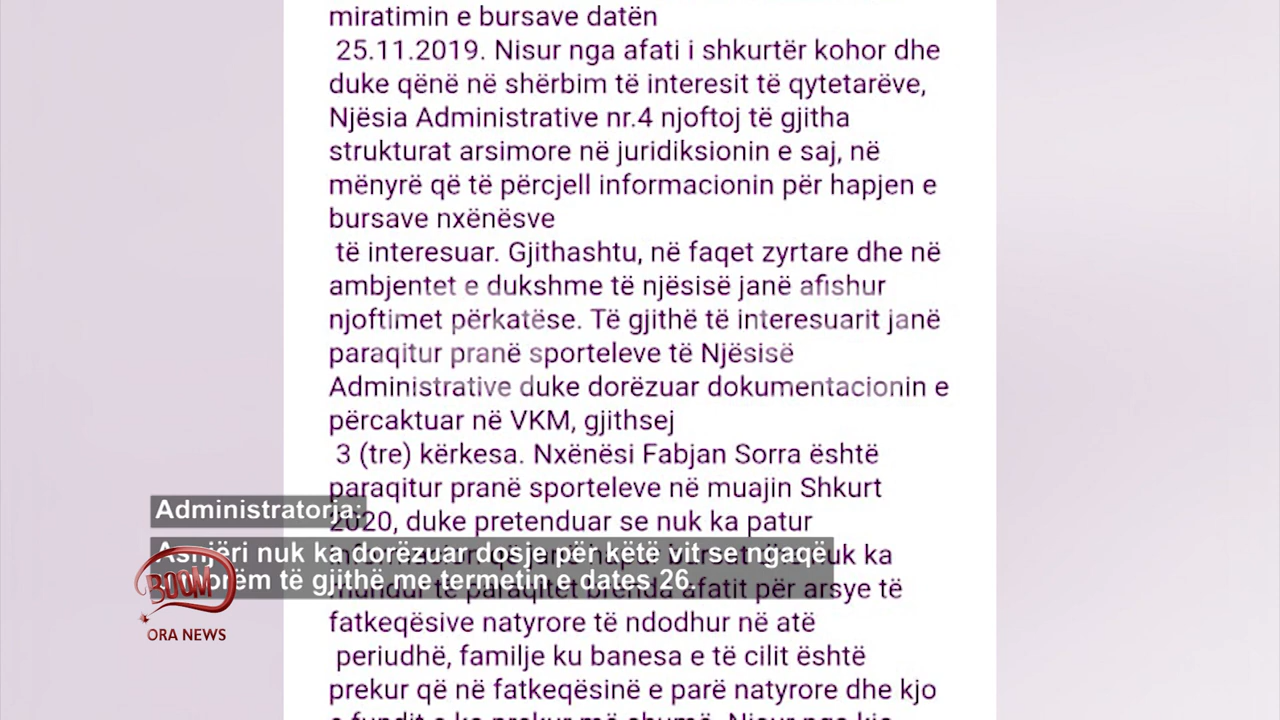 miratimin e bursave datën
25.11.2019. Nisur nga afati i shkurtër kohor dhe
duke qënë në shërbim të interesit të qytetarëve,
Njësia Administrative nr.4 njoftoj të gjitha
strukturat arsimore në juridiksionin e saj, në
mënyrë që të përcjell informacionin për hapjen e
bursave nxënësve
të interesuar. Gjithashtu, në faqet zyrtare dhe në
ambjentet e dukshme të njësisë janë afishur
njoftimet përkatëse. Të gjithë të interesuarit janë
paraqitur pranë sporteleve të Njësisë
Administrative duke dorëzuar dokumentacionin e
përcaktuar në VKM, gjithsej
3 (tre) kërkesa. Nxënësi Fabjan Sorra është
paraqitur pranë sporteleve në muajin Shkurt
2020, duke pretenduar se nuk ka patur
nuk ka
mundur të paraqitet brenda afatit për arsye të
fatkeqësive natyrore të ndodhur në atë
periudhë, familje ku banesa e të cilit është
prekur që në fatkeqësinë e parë natyrore dhe kjo
Administratorja:
Asnjëri nuk ka dorëzuar dosje për këtë vit se ngaqë
të gjithë me termetin e dates 26.
BOOM
ORA NEWS